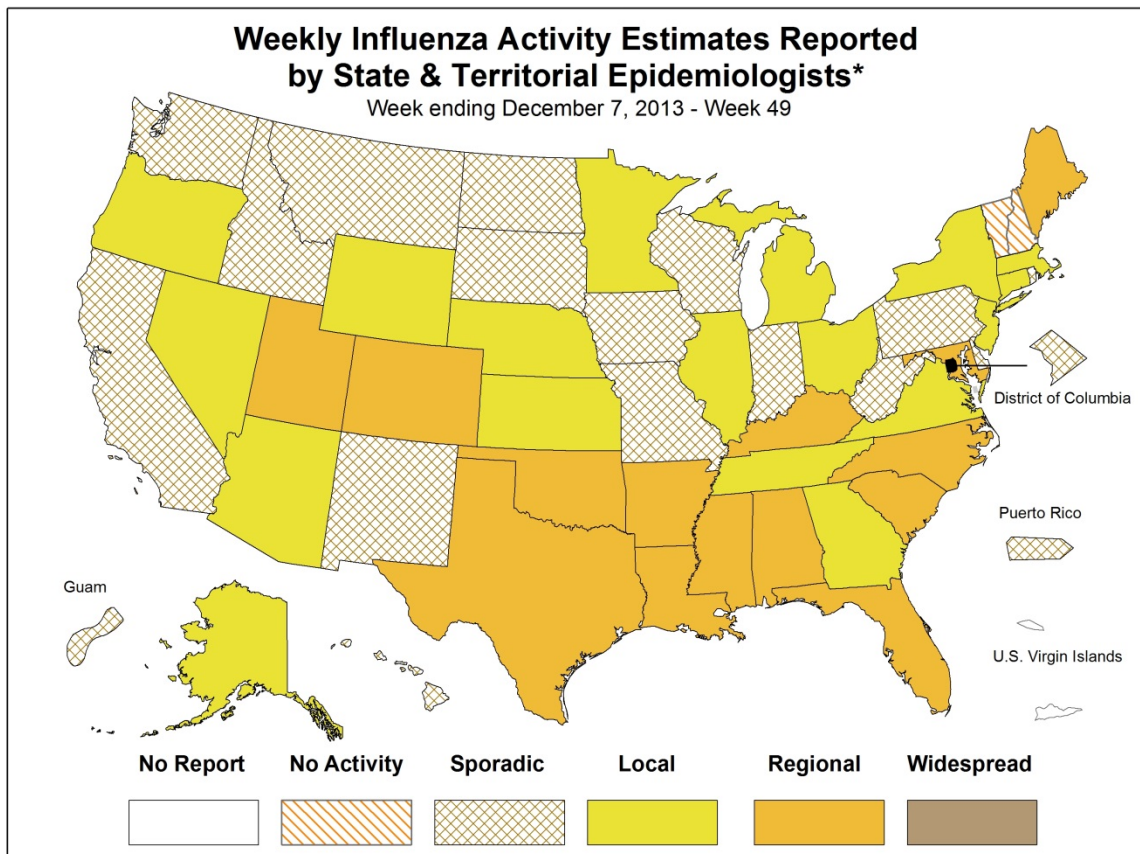 Weekly Influenza Activity Estimates Reported
by State & Territorial Epidemiologists*
Week ending December 7, 2013 - Week 49
District of Columbia
Puerto Rico
Guam
U.S. Virgin Islands
No Report No Activity Sporadic Local Regional Widespread